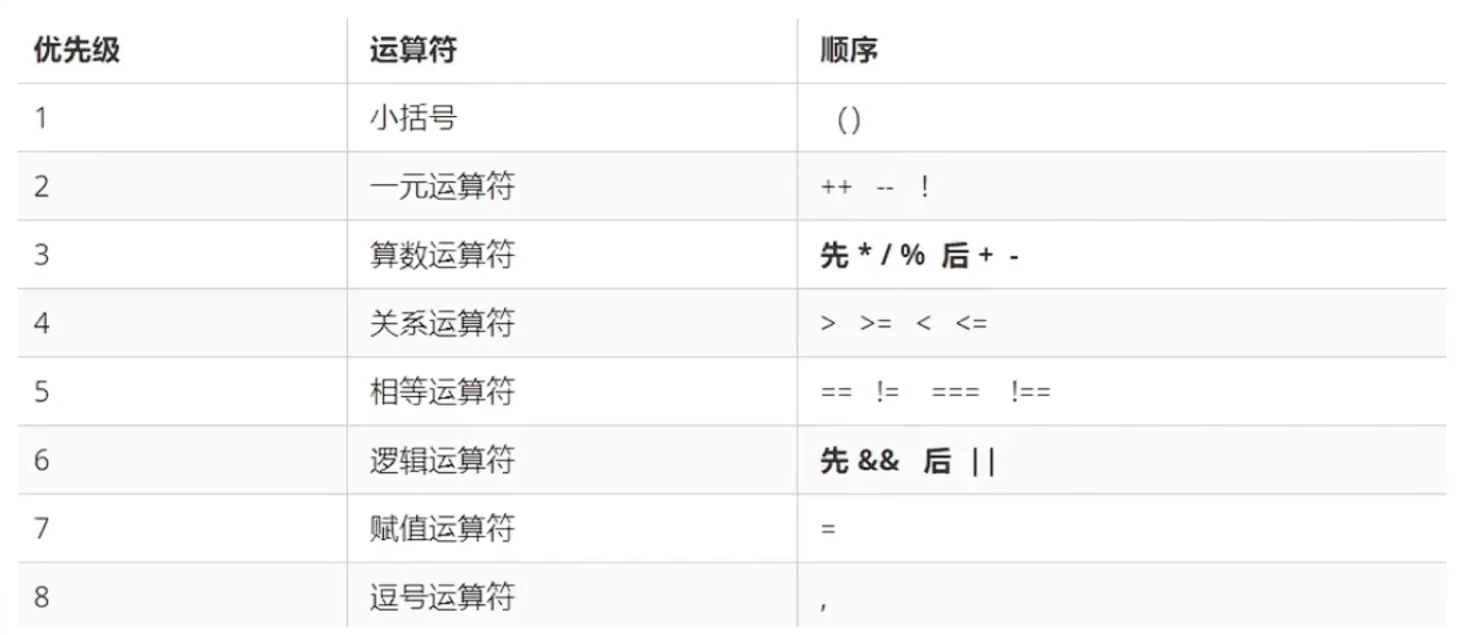 优先级 运算符 顺序
1 小括号 ()
2 一元运算符 ++ -- !
3 算数运算符 先 * / % 后 + -
4 关系运算符 > >= < <=
5 相等运算符 == != === !==
6 逻辑运算符 先 && 后 ||
7 赋值运算符 =
8 逗号运算符 ,